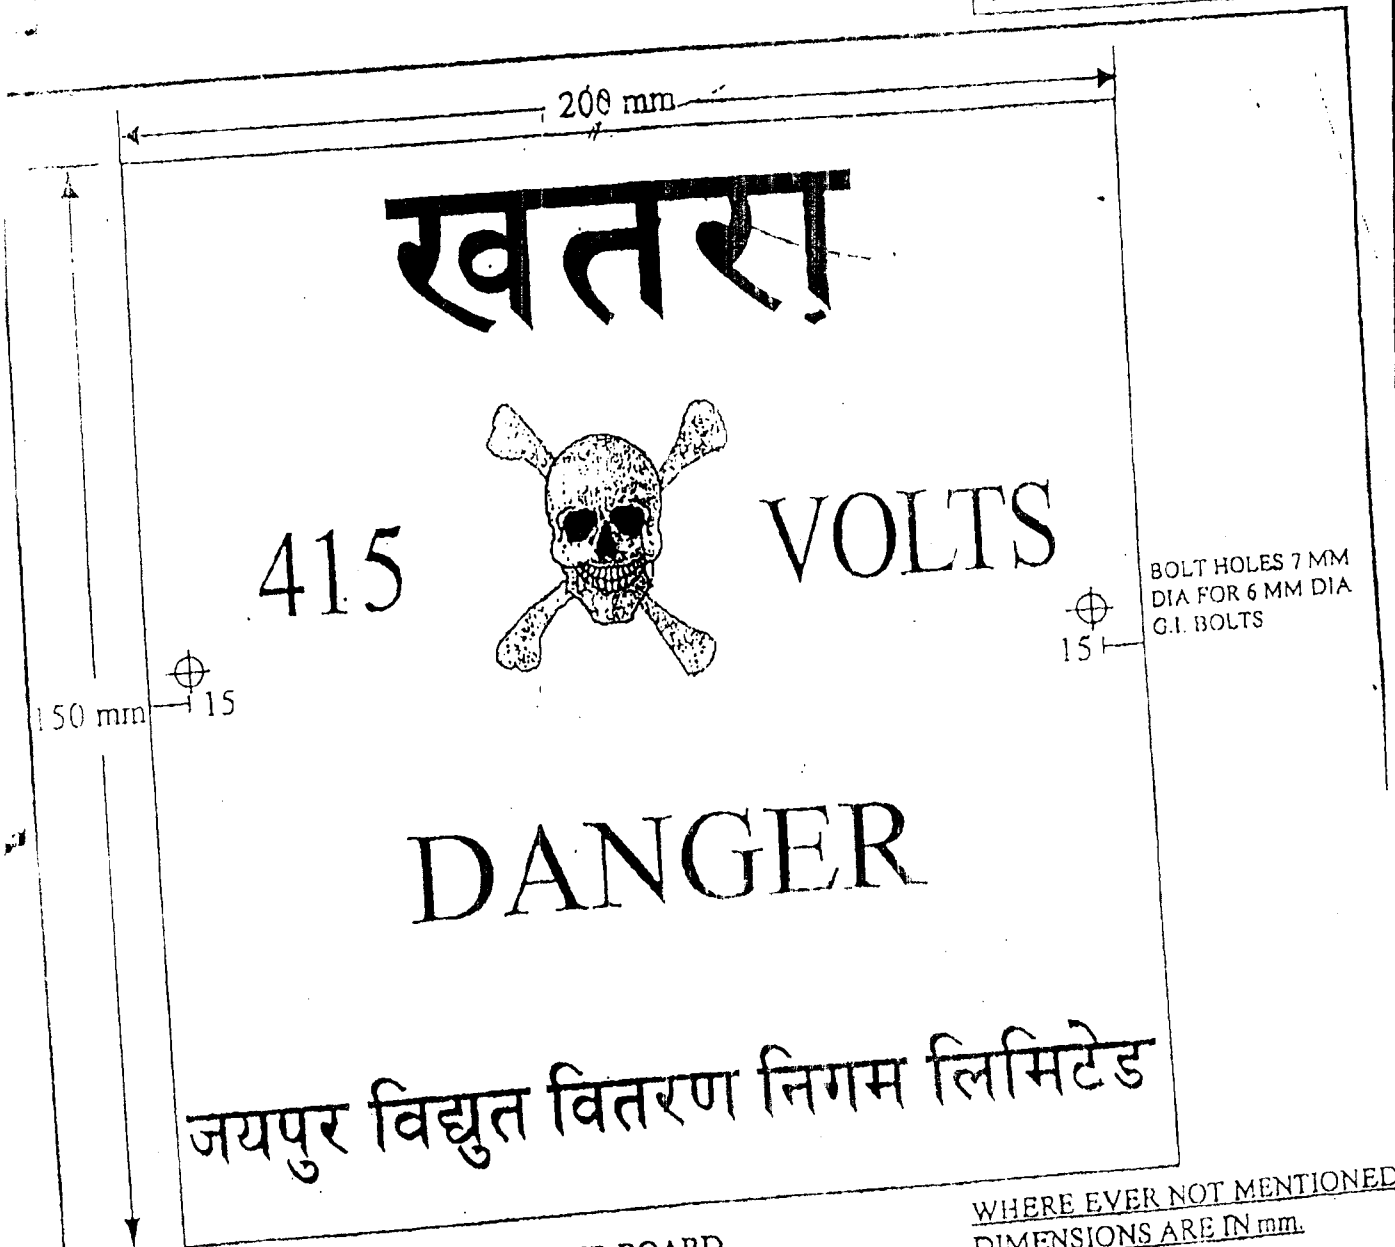 200 mm
खतरा
415 VOLTS
BOLT HOLES 7 MM
DIA FOR 6 MM DIA
G.I. BOLTS
15
15
150 mm
DANGER
जयपुर विद्युत वितरण निगम लिमिटेड
WHERE EVER NOT MENTIONED
DIMENSIONS ARE IN mm.
BOARD